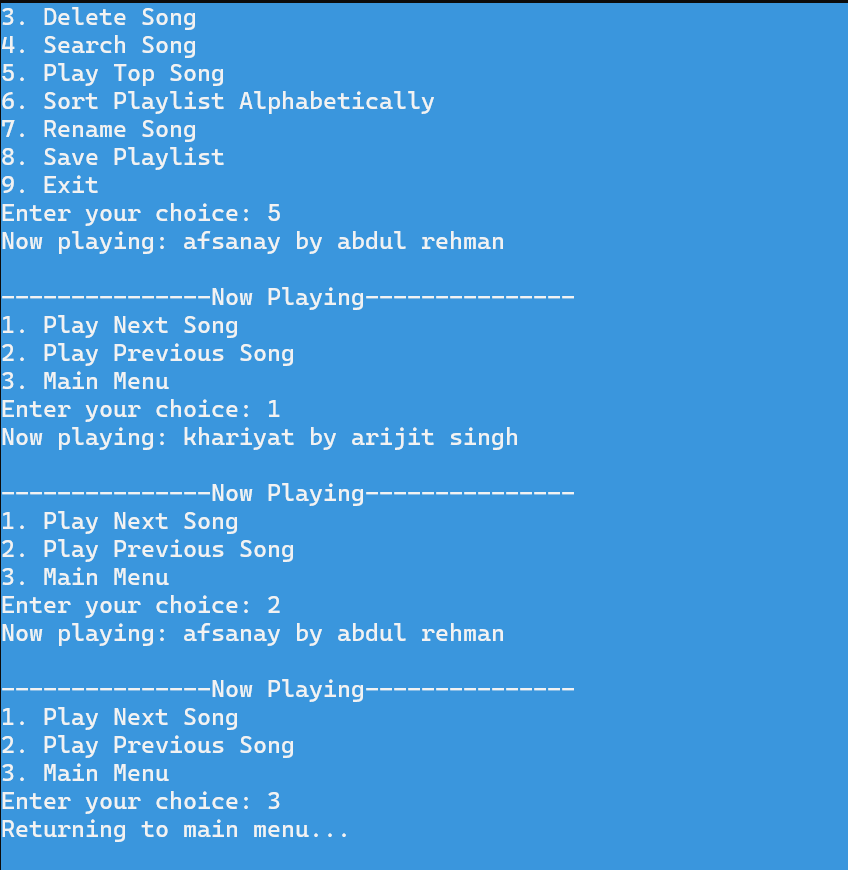 3. Delete Song
4. Search Song
5. Play Top Song
6. Sort Playlist Alphabetically
7. Rename Song
8. Save Playlist
9. Exit
Enter your choice: 5
Now playing: afsanay by abdul rehman
---------------Now Playing---------------
1. Play Next Song
2. Play Previous Song
3. Main Menu
Enter your choice: 1
Now playing: khariyat by arijit singh
---------------Now Playing---------------
1. Play Next Song
2. Play Previous Song
3. Main Menu
Enter your choice: 2
Now playing: afsanay by abdul rehman
---------------Now Playing---------------
1. Play Next Song
2. Play Previous Song
3. Main Menu
Enter your choice: 3
Returning to main menu...